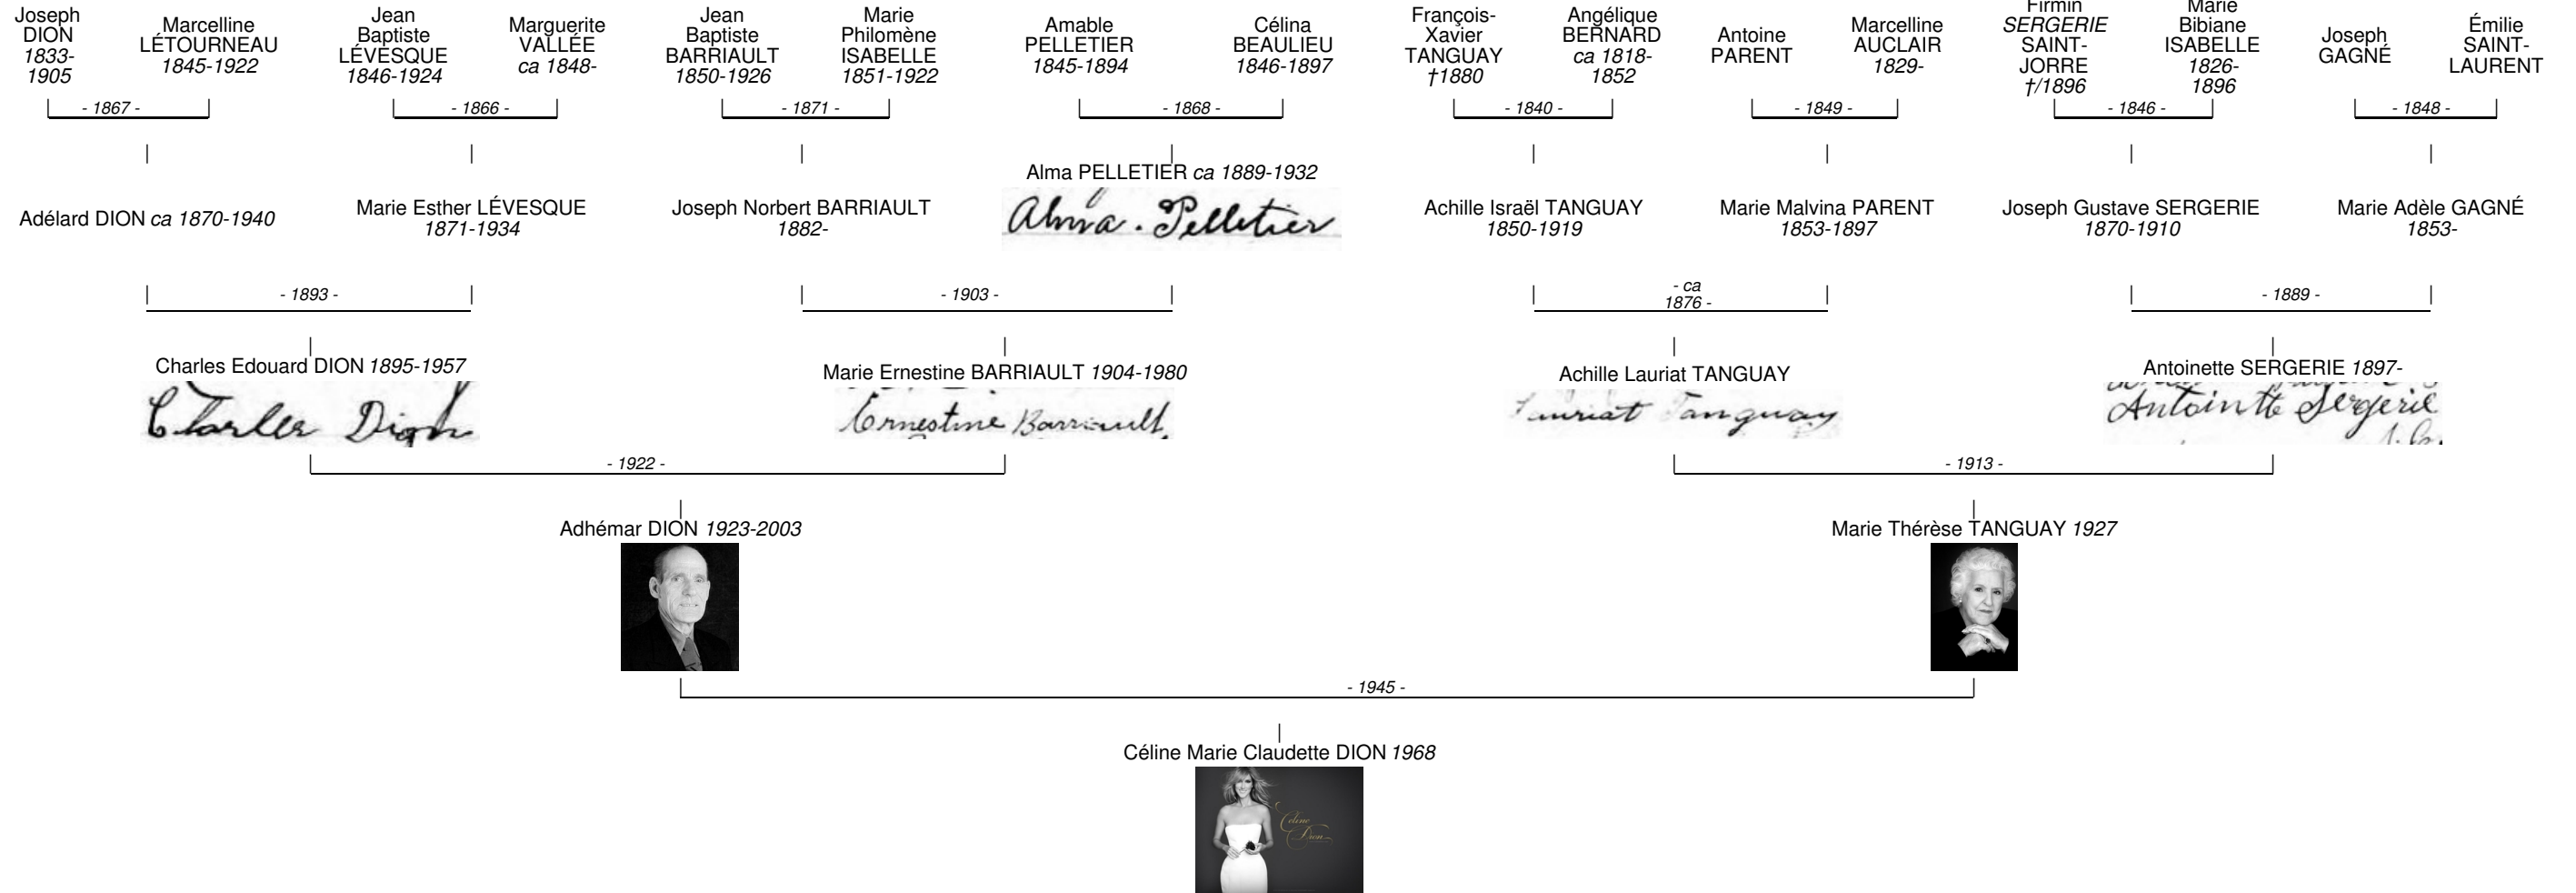 Joseph
DION
1833-
1905
Marcelline
LÉTOURNEAU
1845-1922
Jean
Baptiste
LÉVESQUE
1846-1924
Marguerite
VALLÉE
ca 1848-
Jean
Baptiste
BARRIAULT
1850-1926
Marie
Philomène
ISABELLE
1851-1922
Amable
PELLETIER
1845-1894
Célina
BEAULIEU
1846-1897
François-
Xavier
TANGUAY
†1880
Angélique
BERNARD
ca 1818-
1852
Antoine
PARENT
Marcelline
AUCLAIR
1829-
Firmin
SERGERIE
SAINT-
JORRE
†/1896
Marie
Bibiane
ISABELLE
1826-
1896
Joseph
GAGNÉ
Émilie
SAINT-
LAURENT
- 1867 -
- 1866 -
- 1871 -
- 1868 -
- 1840 -
- 1849 -
- 1846 -
- 1848 -
Adélard DION ca 1870-1940
Marie Esther LÉVESQUE
1871-1934
Joseph Norbert BARRIAULT
1882-
Alma PELLETIER ca 1889-1932
Alma. Pelletier
Achille Israël TANGUAY
1850-1919
Marie Malvina PARENT
1853-1897
Joseph Gustave SERGERIE
1870-1910
Marie Adèle GAGNÉ
1853-
- 1893 -
- 1903 -
- ca
1876 -
- 1889 -
Charles Edouard DION 1895-1957
Charles Dion
Marie Ernestine BARRIAULT 1904-1980
Ernestine Barriault
Achille Lauriat TANGUAY
Lauriat Tanguay
Antoinette SERGERIE 1897-
Antointte Sergerie
- 1922 -
- 1913 -
Adhémar DION 1923-2003
Marie Thérèse TANGUAY 1927
- 1945 -
Céline Marie Claudette DION 1968
Celine
Dion